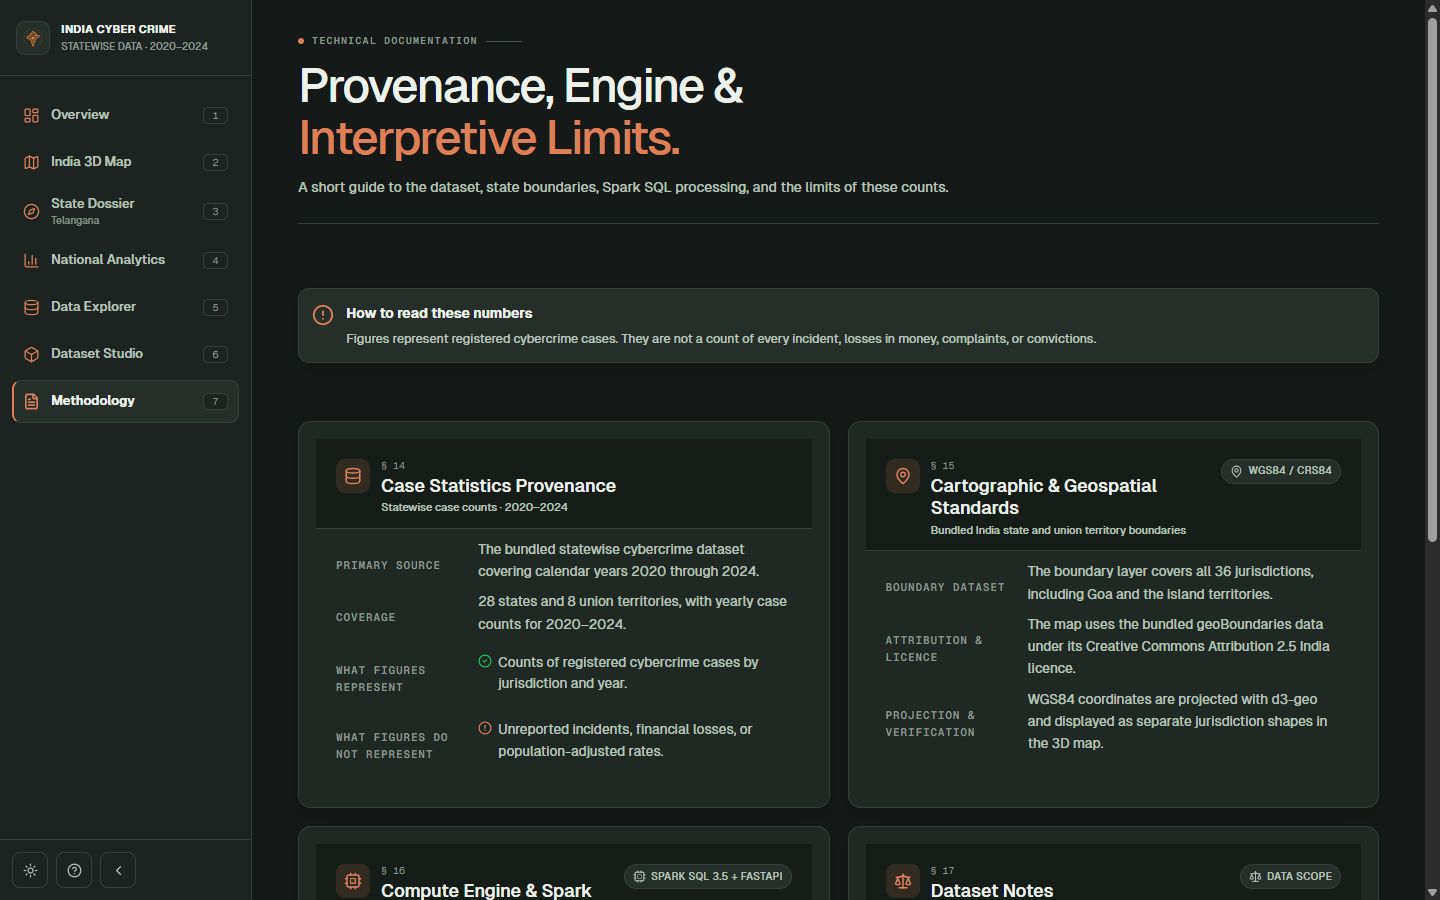 INDIA CYBER CRIME
STATEWISE DATA · 2020–2024
Overview
1
India 3D Map
2
State Dossier
Telangana
3
National Analytics
4
Data Explorer
5
Dataset Studio
6
Methodology
7
TECHNICAL DOCUMENTATION
Provenance, Engine &
Interpretive Limits.
A short guide to the dataset, state boundaries, Spark SQL processing, and the limits of these counts.
How to read these numbers
Figures represent registered cybercrime cases. They are not a count of every incident, losses in money, complaints, or convictions.
§ 14
Case Statistics Provenance
Statewise case counts · 2020–2024
PRIMARY SOURCE
The bundled statewise cybercrime dataset
covering calendar years 2020 through 2024.
COVERAGE
28 states and 8 union territories, with yearly case
counts for 2020–2024.
WHAT FIGURES
REPRESENT
Counts of registered cybercrime cases by
jurisdiction and year.
WHAT FIGURES DO
NOT REPRESENT
Unreported incidents, financial losses, or
population-adjusted rates.
§ 15
Cartographic & Geospatial
Standards
Bundled India state and union territory boundaries
WGS84 / CRS84
BOUNDARY DATASET
The boundary layer covers all 36 jurisdictions,
including Goa and the island territories.
ATTRIBUTION &
LICENCE
The map uses the bundled geoBoundaries data
under its Creative Commons Attribution 2.5 India
licence.
PROJECTION &
VERIFICATION
WGS84 coordinates are projected with d3-geo
and displayed as separate jurisdiction shapes in
the 3D map.
§ 16
Compute Engine & Spark
SPARK SQL 3.5 + FASTAPI
§ 17
Dataset Notes
DATA SCOPE